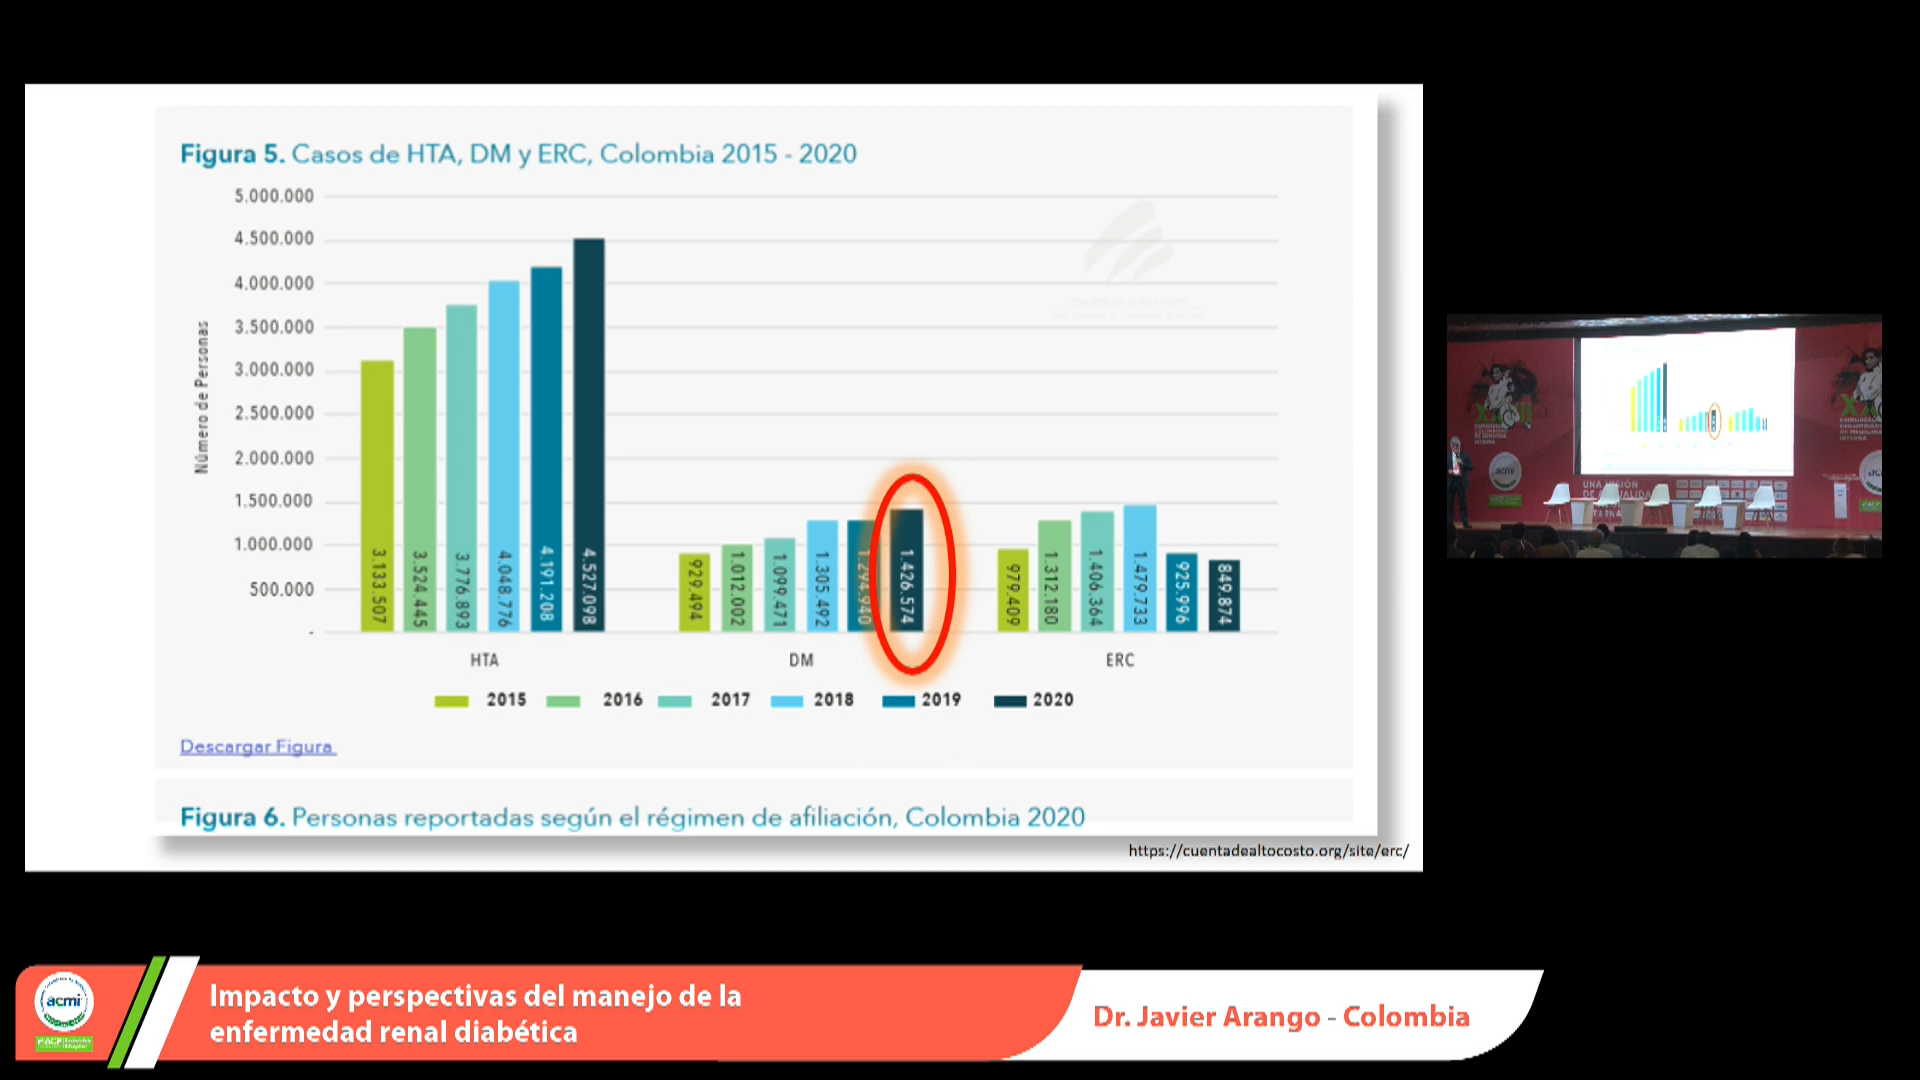 Figura 5. Casos de HTA, DM y ERC, Colombia 2015 - 2020
Número de Personas
5.000.000
4.500.000
4.000.000
3.500.000
3.000.000
2.500.000
2.000.000
1.500.000
1.000.000
500.000
-
3.133.507
3.524.445
3.776.893
4.048.776
4.191.208
4.527.098
929.494
1.012.002
1.099.471
1.305.492
1.294.940
1.426.574
979.409
1.312.180
1.406.364
1.479.733
925.996
849.874
HTA
DM
ERC
2015 2016 2017 2018 2019 2020
Descargar Figura
Figura 6. Personas reportadas según el régimen de afiliación, Colombia 2020
https://cuentadealtocosto.org/site/erc/
acmi
Impacto y perspectivas del manejo de la
enfermedad renal diabética
Dr. Javier Arango - Colombia